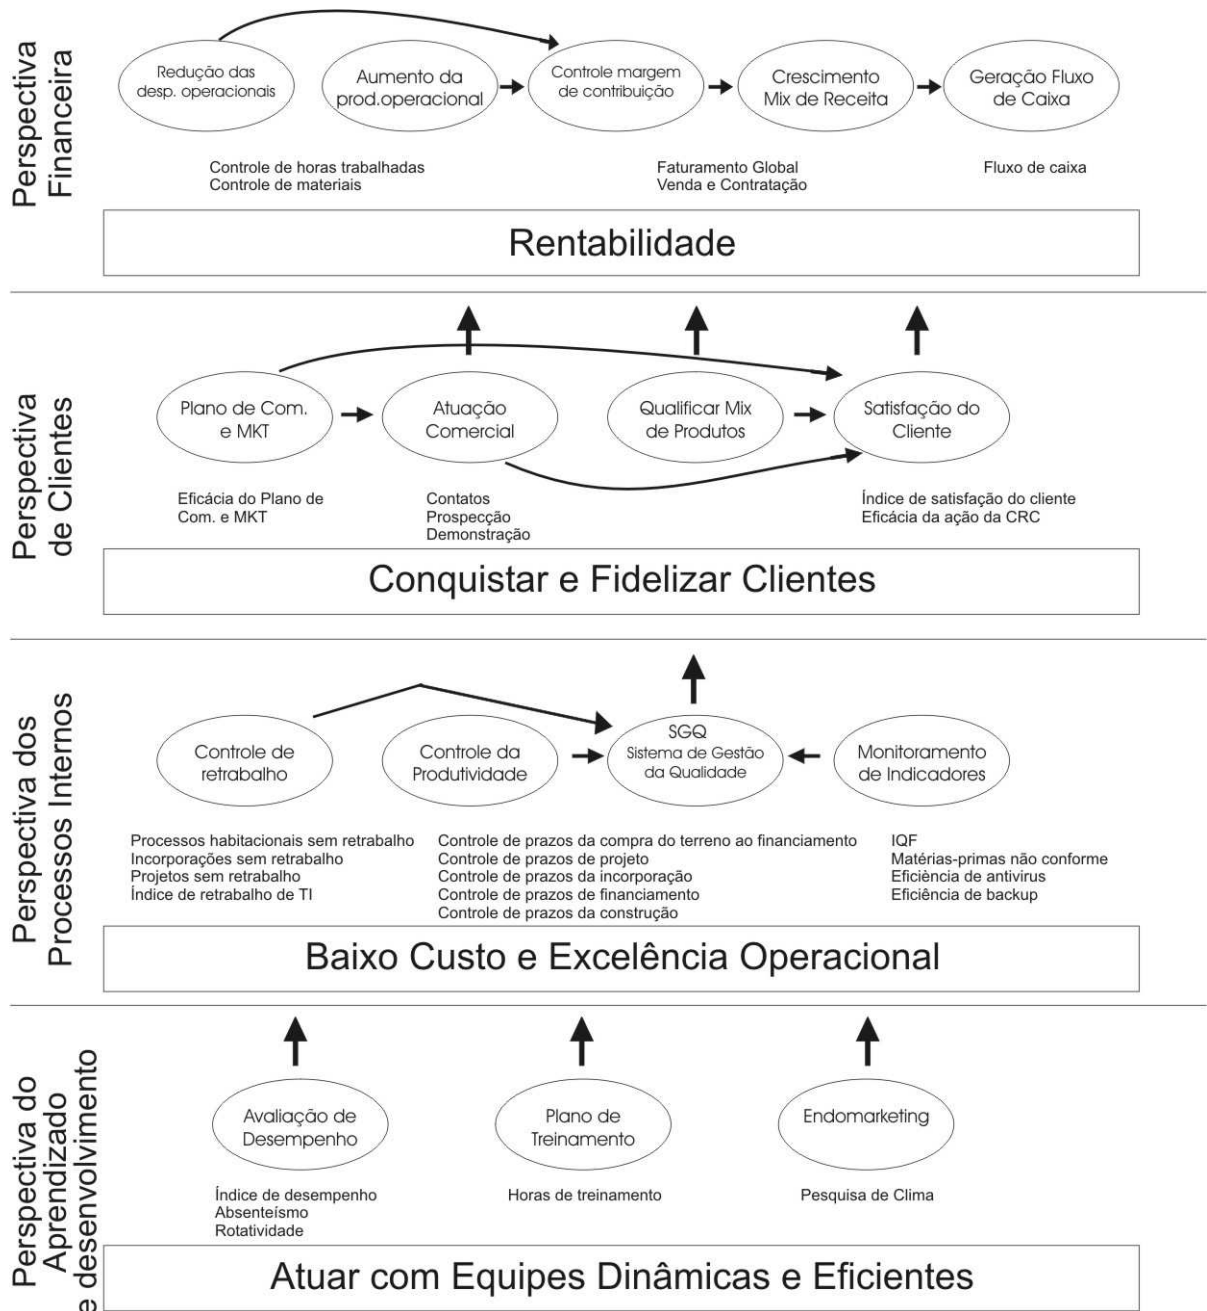 Perspectiva
Financeira
Redução das
desp. operacionais
Aumento da
prod.operacional
Controle margem
de contribuição
Crescimento
Mix de Receita
Geração Fluxo
de Caixa
Controle de horas trabalhadas
Controle de materiais
Faturamento Global
Venda e Contratação
Fluxo de caixa
Rentabilidade
Perspectiva
de Clientes
Plano de Com.
e MKT
Atuação
Comercial
Qualificar Mix
de Produtos
Satisfação do
Cliente
Eficácia do Plano de
Com. e MKT
Contatos
Prospecção
Demonstração
Índice de satisfação do cliente
Eficácia da ação da CRC
Conquistar e Fidelizar Clientes
Perspectiva dos
Processos Internos
Controle de
retrabalho
Controle da
Produtividade
SGQ
Sistema de Gestão
da Qualidade
Monitoramento
de Indicadores
Processos habitacionais sem retrabalho
Incorporações sem retrabalho
Projetos sem retrabalho
Índice de retrabalho de TI
Controle de prazos da compra do terreno ao financiamento
Controle de prazos de projeto
Controle de prazos da incorporação
Controle de prazos de financiamento
Controle de prazos da construção
IQF
Matérias-primas não conforme
Eficiência de antivirus
Eficiência de backup
Baixo Custo e Excelência Operacional
Perspectiva do
Aprendizado
e desenvolvimento
Avaliação de
Desempenho
Plano de
Treinamento
Endomarketing
Índice de desempenho
Absenteísmo
Rotatividade
Horas de treinamento
Pesquisa de Clima
Atuar com Equipes Dinâmicas e Eficientes